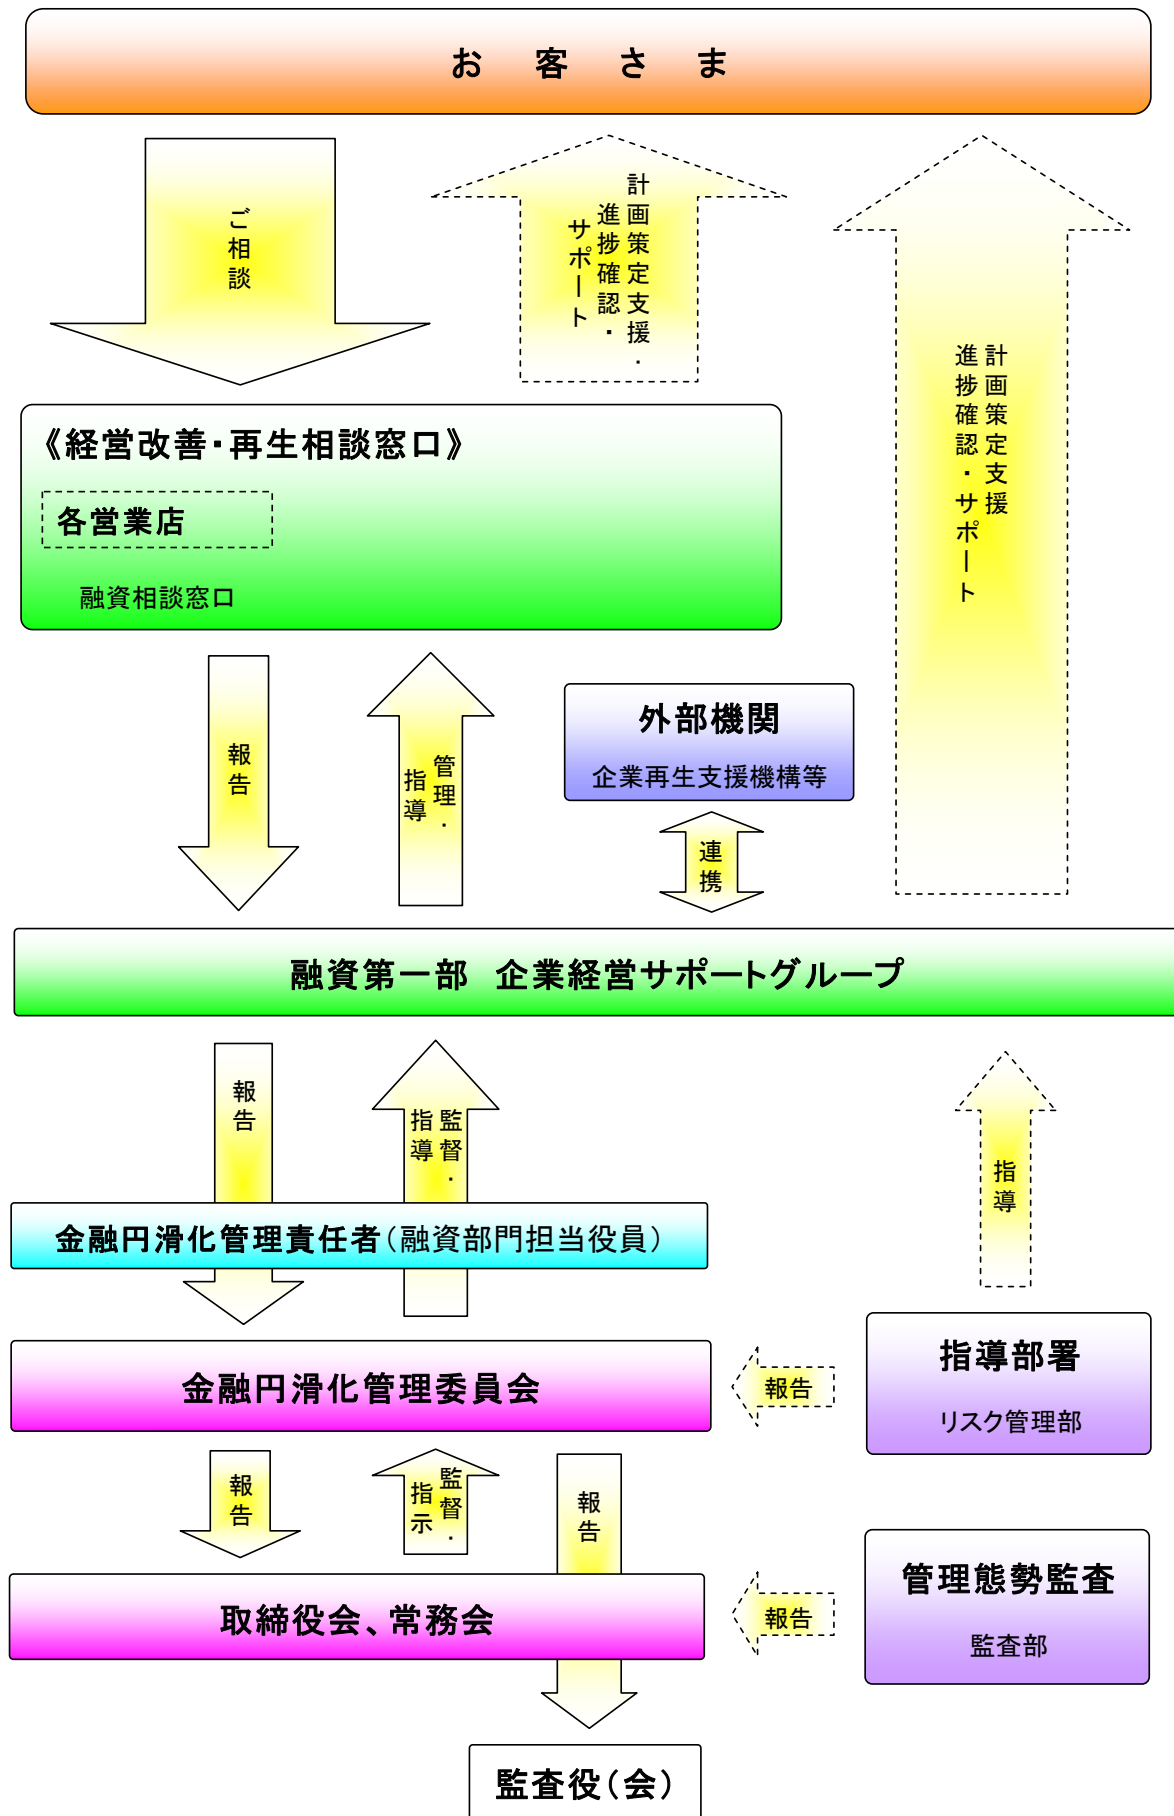 お客さま
ご相談
計画策定支援・
進捗確認・
サポート
計画策定支援
進捗確認・サポート
《経営改善・再生相談窓口》
各営業店
融資相談窓口
報告
管理・
指導
外部機関
企業再生支援機構等
連携
融資第一部 企業経営サポートグループ
報告
監督・
指導
指導
金融円滑化管理責任者（融資部門担当役員）
金融円滑化管理委員会
報告
指導部署
リスク管理部
報告
監督・
指示
報告
取締役会、常務会
報告
管理態勢監査
監査部
監査役（会）